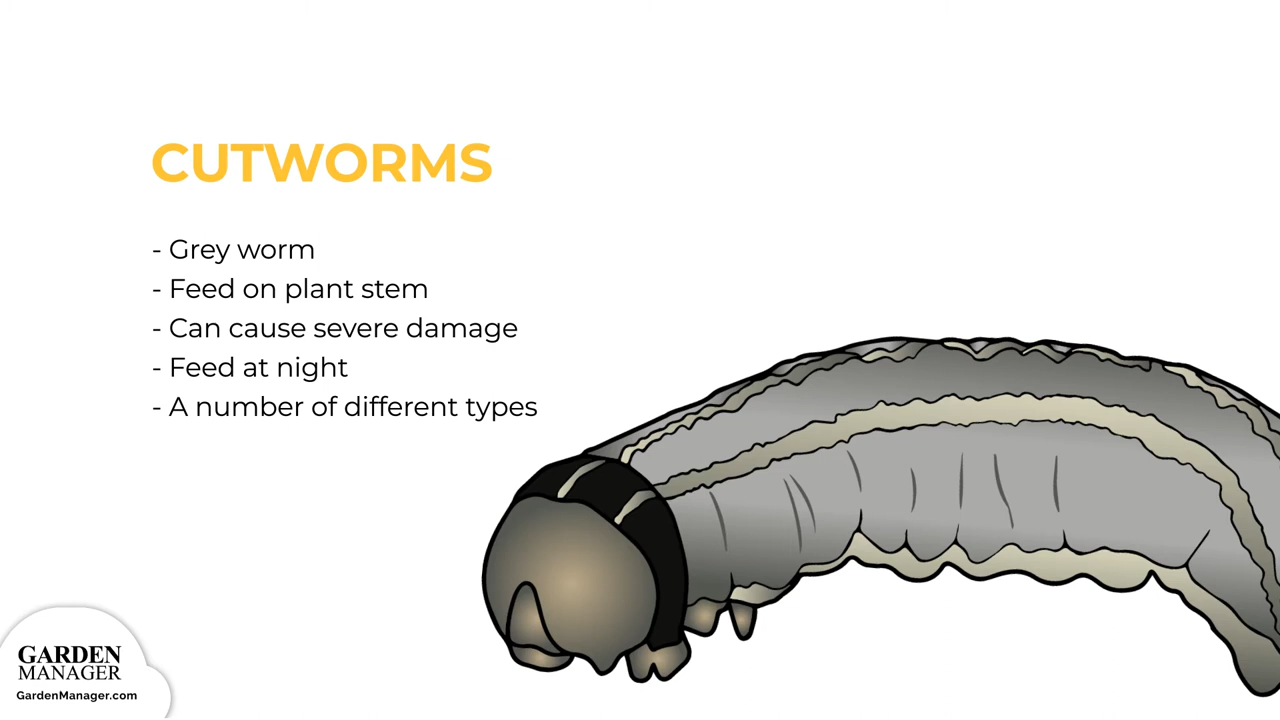 CUTWORMS
- Grey worm
- Feed on plant stem
- Can cause severe damage
- Feed at night
- A number of different types
GARDEN
MANAGER
GardenManager.com